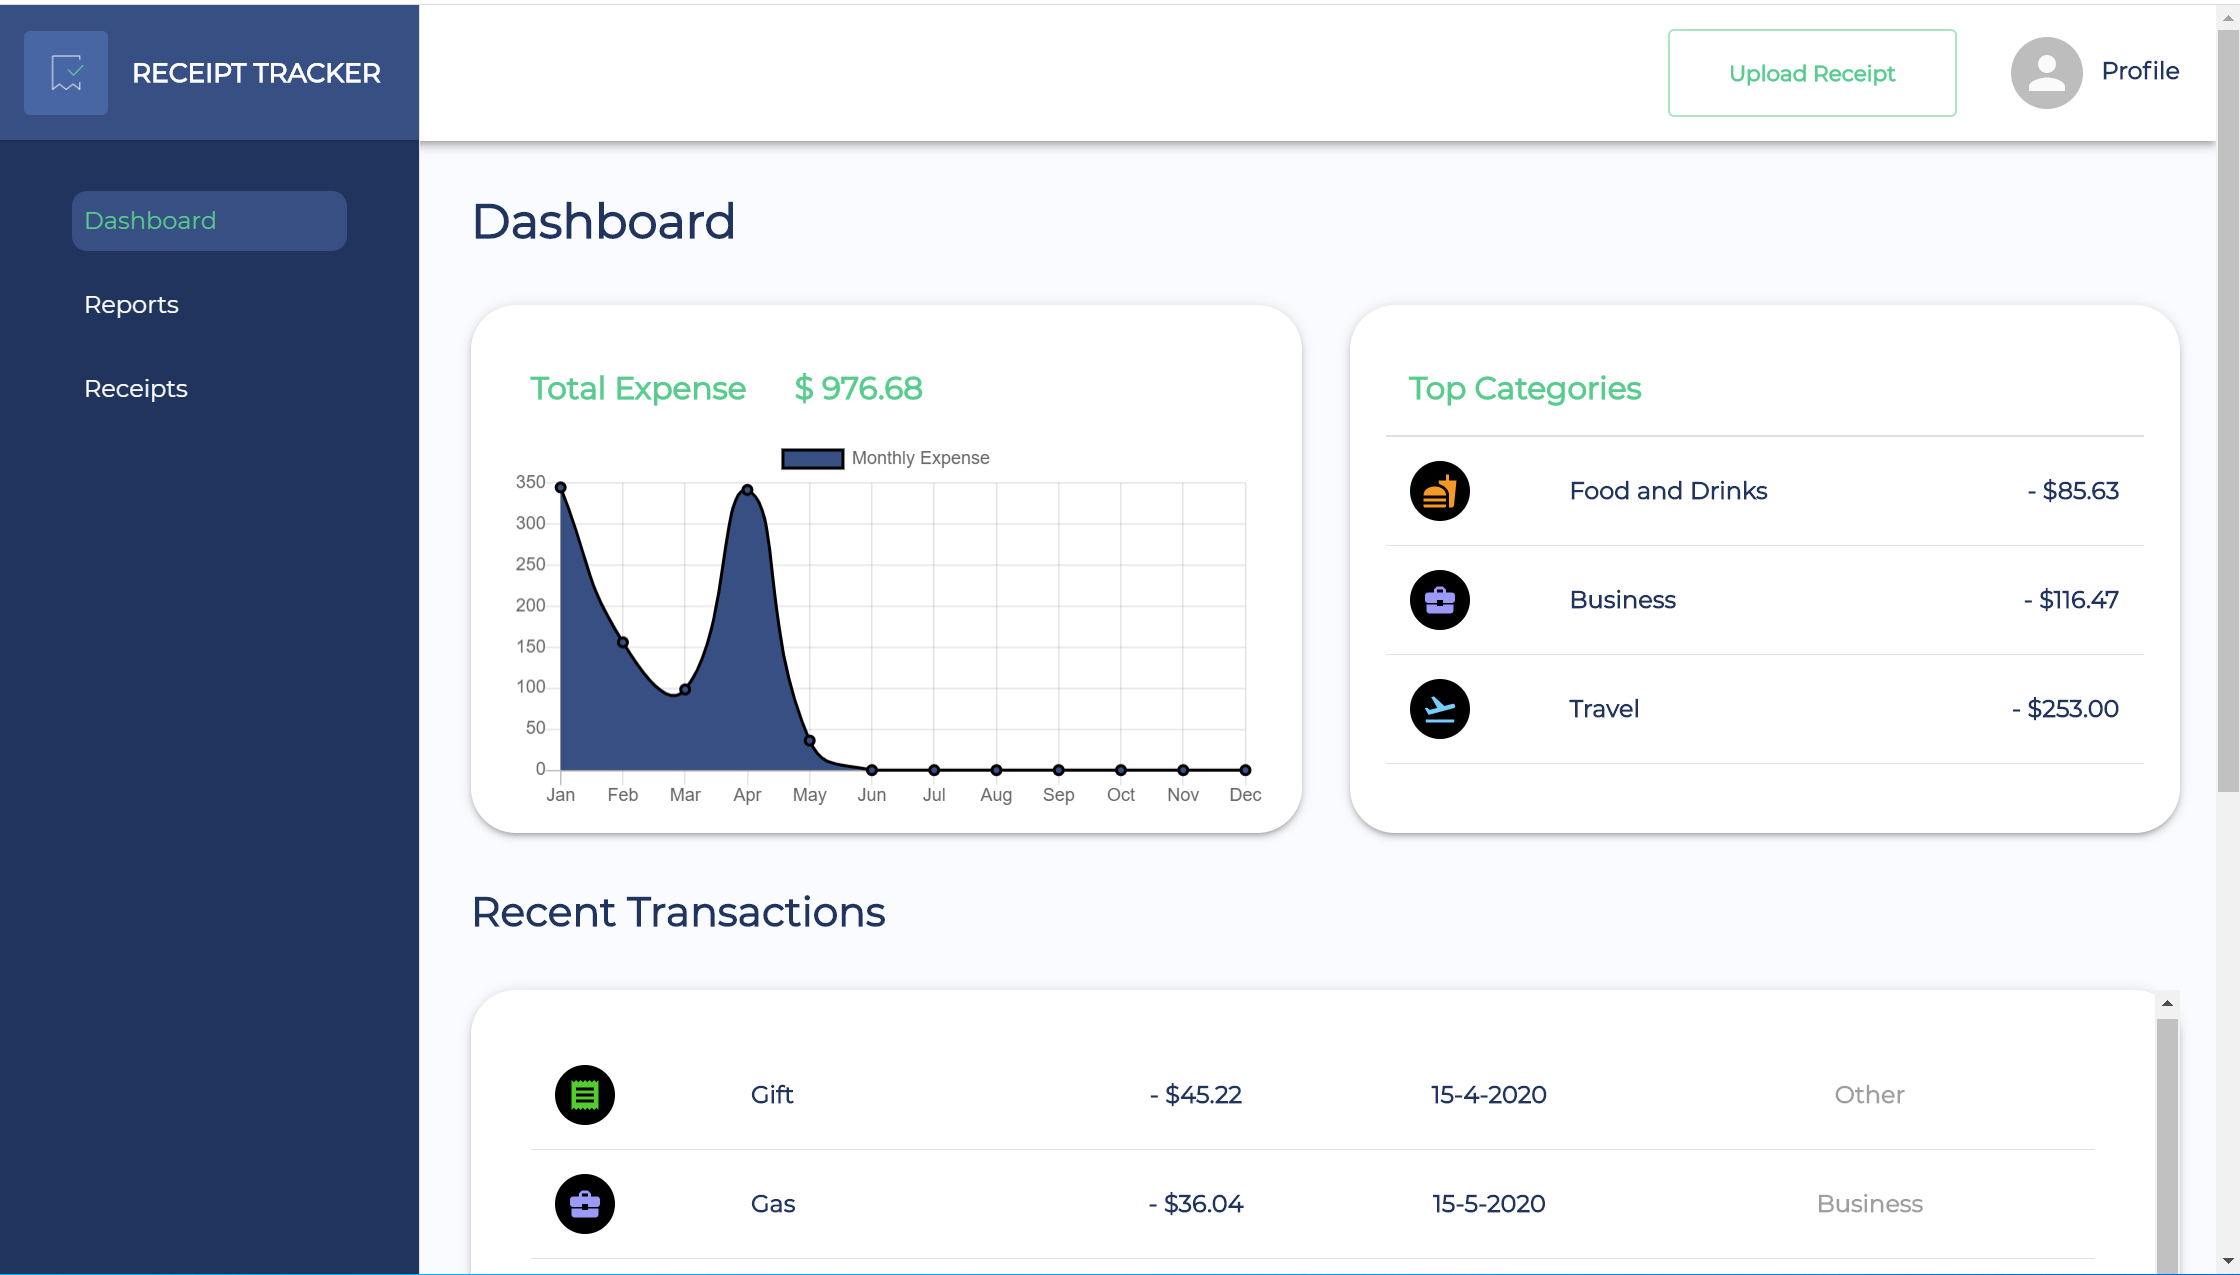 RECEIPT TRACKER
Upload Receipt
Profile
Dashboard
Reports
Receipts
Dashboard
Total Expense $ 976.68
Monthly Expense
350
300
250
200
150
100
50
0
Jan Feb Mar Apr May Jun Jul Aug Sep Oct Nov Dec
Top Categories
Food and Drinks - $85.63
Business - $116.47
Travel - $253.00
Recent Transactions
Gift - $45.22 15-4-2020 Other
Gas - $36.04 15-5-2020 Business